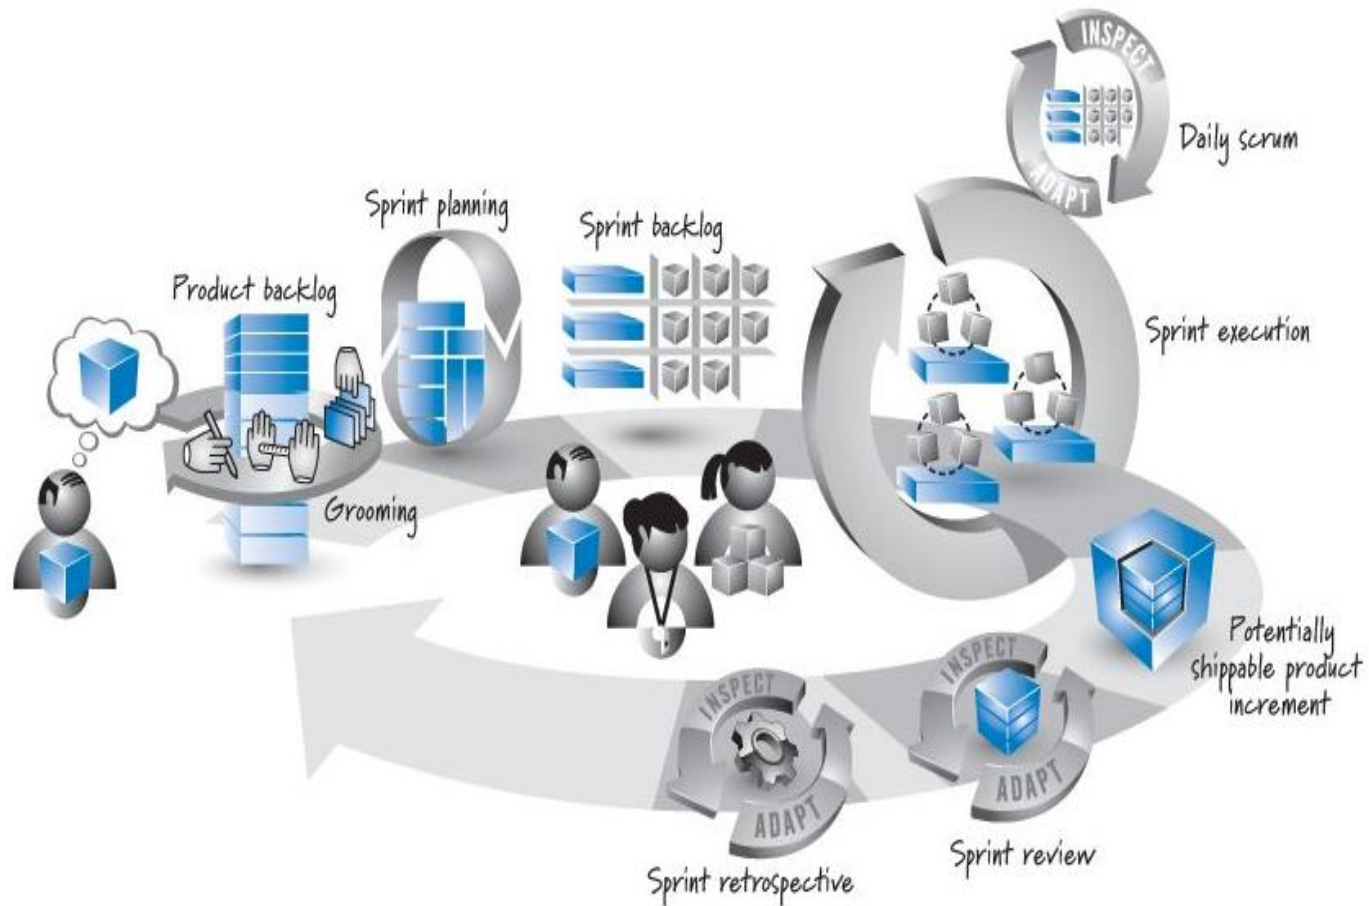 INSPECT
ADAPT
Daily scrum
Sprint planning
Sprint backlog
Product backlog
Sprint execution
Grooming
Potentially
shippable product
increment
INSPECT
ADAPT
Sprint review
INSPECT
ADAPT
Sprint retrospective